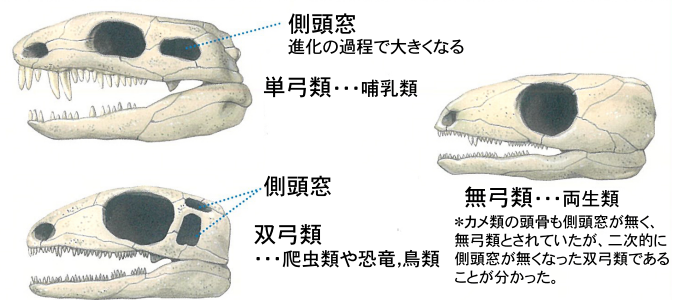 側頭窓
進化の過程で大きくなる
単弓類・・・哺乳類
側頭窓
双弓類
・・・爬虫類や恐竜,鳥類
無弓類・・・両生類
*カメ類の頭骨も側頭窓が無く、
無弓類とされていたが、二次的に
側頭窓が無くなった双弓類である
ことが分かった。